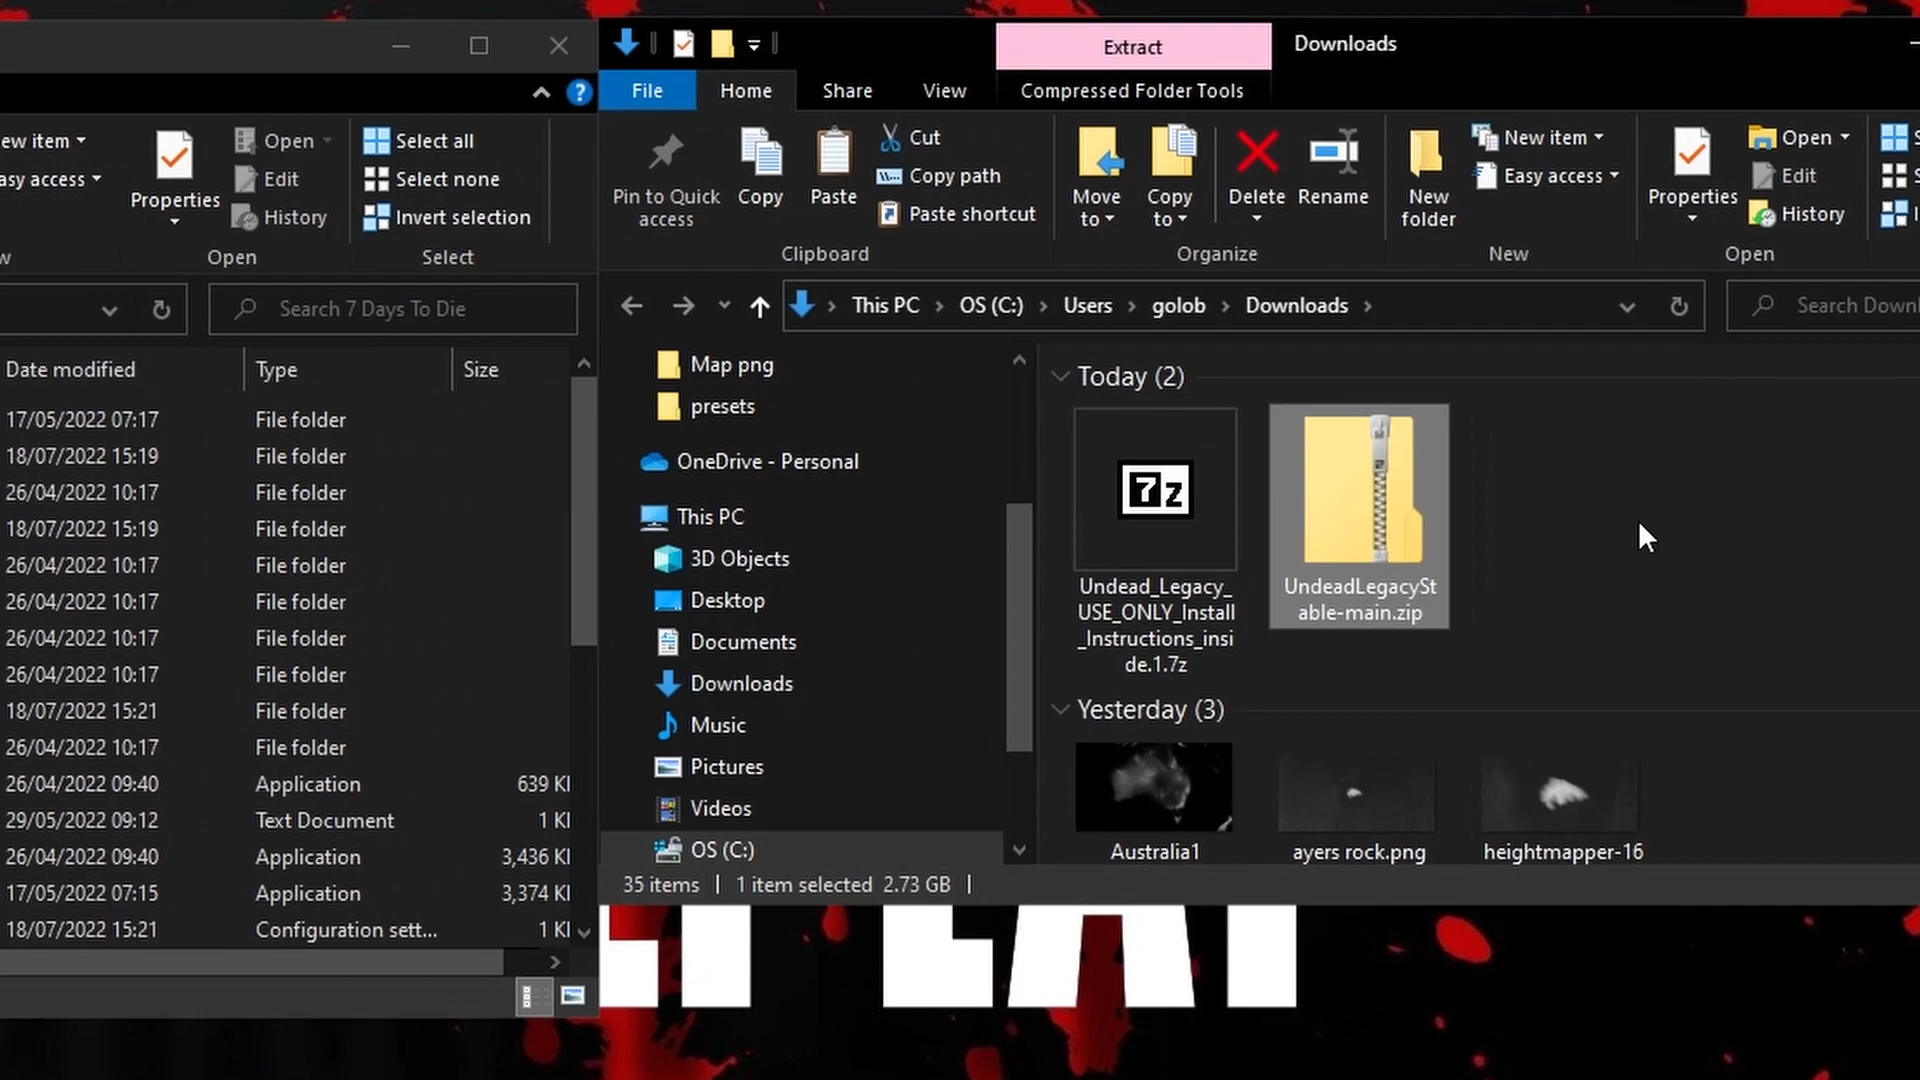 ew item
asy access
w
Properties
Open
Edit
History
Open
Select all
Select none
Invert selection
Select
Search 7 Days To Die
Date modified Type Size
17/05/2022 07:17 File folder
18/07/2022 15:19 File folder
26/04/2022 10:17 File folder
18/07/2022 15:19 File folder
26/04/2022 10:17 File folder
26/04/2022 10:17 File folder
26/04/2022 10:17 File folder
26/04/2022 10:17 File folder
18/07/2022 15:21 File folder
26/04/2022 10:17 File folder
26/04/2022 09:40 Application 639 K
29/05/2022 09:12 Text Document 1 K
26/04/2022 09:40 Application 3,436 K
17/05/2022 07:15 Application 3,374 K
18/07/2022 15:21 Configuration sett... 1 K
Extract
Downloads
File Home Share View Compressed Folder Tools
Pin to Quick
access
Copy
Paste
Cut
Copy path
Paste shortcut
Clipboard
Move
to
Copy
to
Delete
Rename
Organize
New
folder
New item
Easy access
New
Properties
Open
Edit
History
Open
This PC > OS (C:) > Users > golob > Downloads >
Search Downl
Map png
presets
OneDrive - Personal
This PC
3D Objects
Desktop
Documents
Downloads
Music
Pictures
Videos
OS (C:)
Today (2)
7z
Undead_Legacy_
USE_ONLY_Install
_Instructions_insi
de.1.7z
UndeadLegacySt
able-main.zip
Yesterday (3)
Australia1
ayers rock.png
heightmapper-16
35 items | 1 item selected 2.73 GB |